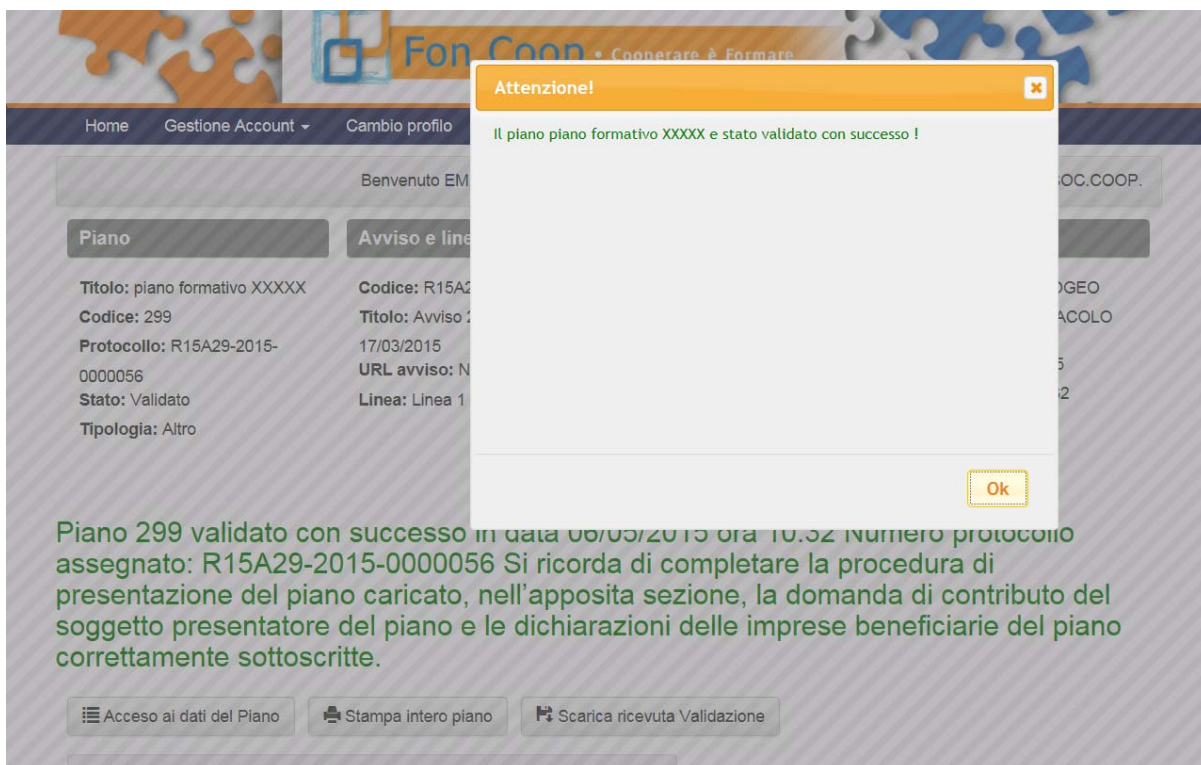 Fon Coop • Cooperare è Formare
Attenzione!
Home Gestione Account Cambio profilo
Il piano piano formativo XXXXX e stato validato con successo !
Benvenuto EM
OC.COOP.
Piano
Avviso e line
Titolo: piano formativo XXXXX
Codice: 299
Protocollo: R15A29-2015-
0000056
Stato: Validato
Tipologia: Altro
Codice: R15A2
Titolo: Avviso 2
17/03/2015
URL avviso: N
Linea: Linea 1
OGEO
ACOLO
Ok
Piano 299 validato con successo in data 06/05/2015 ora 10:32 Numero protocollo
assegnato: R15A29-2015-0000056 Si ricorda di completare la procedura di
presentazione del piano caricato, nell'apposita sezione, la domanda di contributo del
soggetto presentatore del piano e le dichiarazioni delle imprese beneficiarie del piano
correttamente sottoscritte.
Acceso ai dati del Piano
Stampa intero piano
Scarica ricevuta Validazione